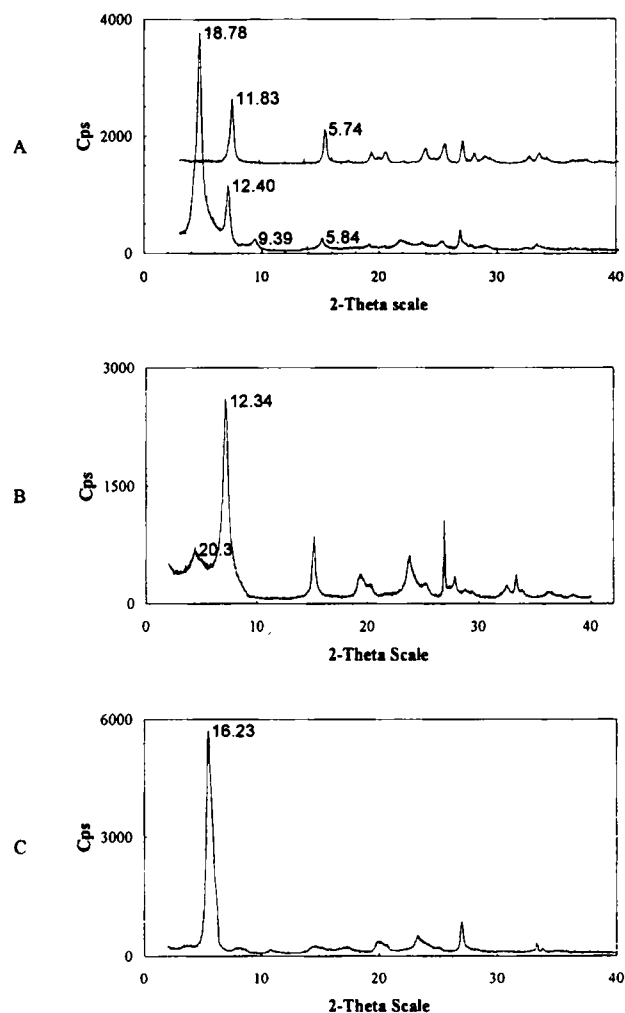 4000
18.78
11.83
A
Cps
2000
5.74
12.40
9.39
5.84
0
0 10 20 30 40
2-Theta scale
3000
12.34
B
Cps
1500
20.3
0
0 10 20 30 40
2-Theta Scale
6000
16.23
C
Cps
3000
0
0 10 20 30 40
2-Theta Scale